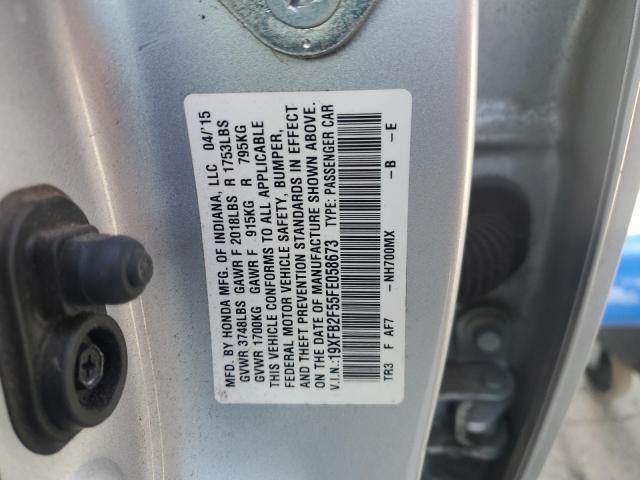 MFD. BY HONDA MFG. OF INDIANA, LLC 04/'15
GVWR 3748LBS GAWR F 2018LBS R 1753LBS
GVWR 1700KG GAWR F 915KG R 795KG
THIS VEHICLE CONFORMS TO ALL APPLICABLE
FEDERAL MOTOR VEHICLE SAFETY, BUMPER,
AND THEFT PREVENTION STANDARDS IN EFFECT
ON THE DATE OF MANUFACTURE SHOWN ABOVE.
V.I.N.:19XFB2F55FE058673 TYPE: PASSENGER CAR
TR3 F AF7 -NH700MX -B -E